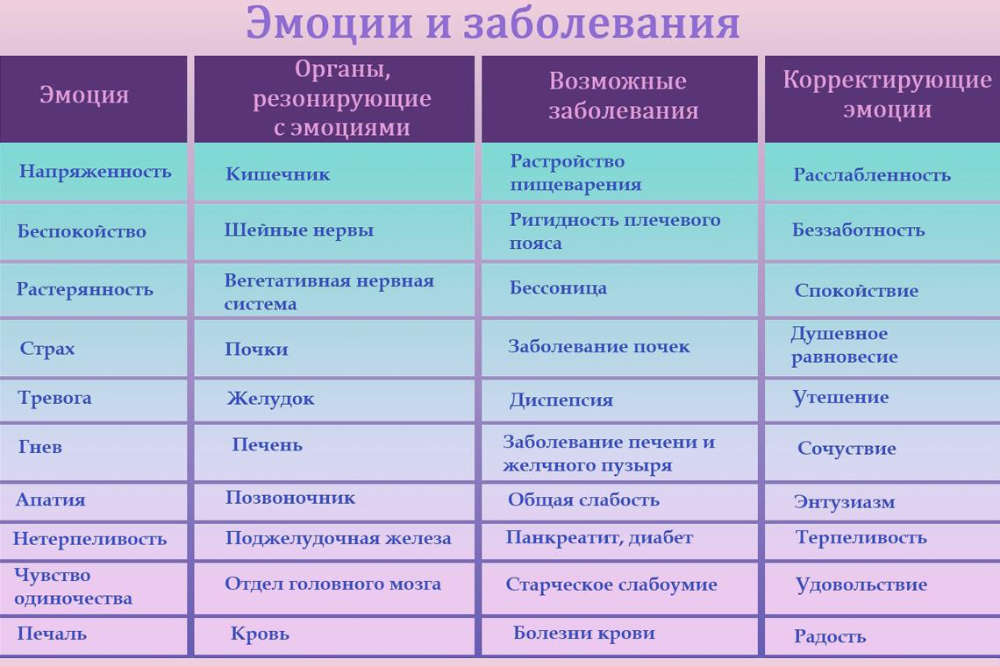 Эмоции и заболевания
Эмоция
Органы,
резонирующие
с эмоциями
Возможные
заболевания
Корректирующие
эмоции
Напряженность
Кишечник
Растройство
пищеварения
Расслабленность
Беспокойство
Шейные нервы
Ригидность плечевого
пояса
Беззаботность
Растерянность
Вегетативная нервная
система
Бессоница
Спокойствие
Страх
Почки
Заболевание почек
Душевное
равновесие
Тревога
Желудок
Диспепсия
Утешение
Гнев
Печень
Заболевание печени и
желчного пузыря
Сочуствие
Апатия
Позвоночник
Общая слабость
Энтузиазм
Нетерпеливость
Поджелудочная железа
Панкреатит, диабет
Терпеливость
Чувство
одиночества
Отдел головного мозга
Старческое слабоумие
Удовольствие
Печаль
Кровь
Болезни крови
Радость